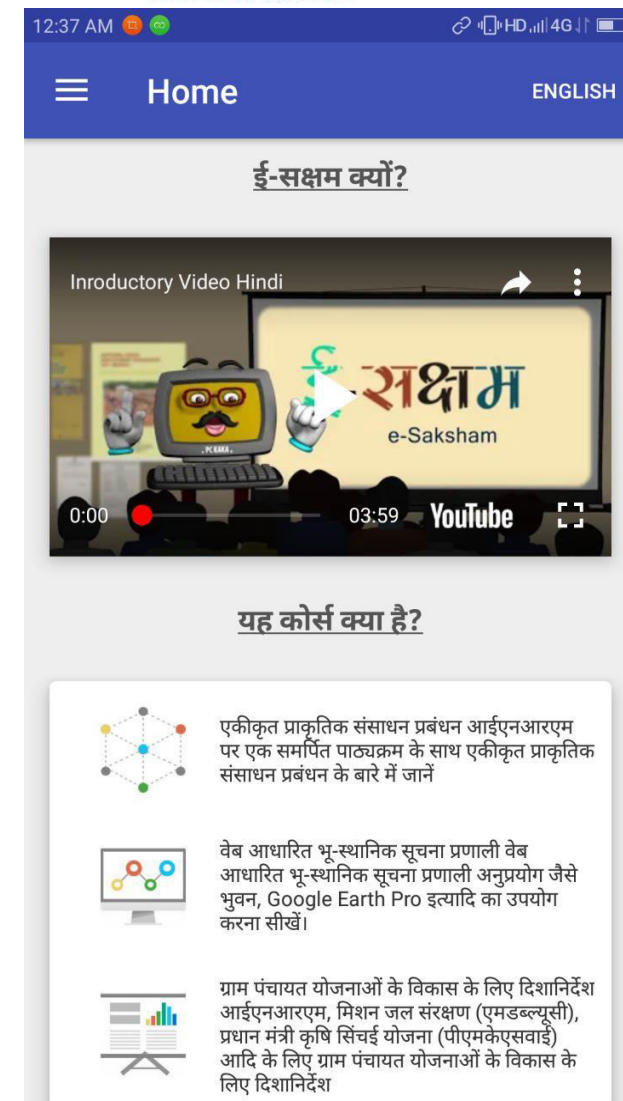 12:37 AM HD 4G
Home ENGLISH
ई-सक्षम क्यों?
Inroductory Video Hindi
ई-सक्षम
e-Saksham
. PC KAKA .
0:00 03:59 YouTube
यह कोर्स क्या है?
एकीकृत प्राकृतिक संसाधन प्रबंधन आईएनआरएम
पर एक समर्पित पाठ्यक्रम के साथ एकीकृत प्राकृतिक
संसाधन प्रबंधन के बारे में जानें
वेब आधारित भू-स्थानिक सूचना प्रणाली वेब
आधारित भू-स्थानिक सूचना प्रणाली अनुप्रयोग जैसे
भुवन, Google Earth Pro इत्यादि का उपयोग
करना सीखें।
ग्राम पंचायत योजनाओं के विकास के लिए दिशानिर्देश
आईएनआरएम, मिशन जल संरक्षण (एमडब्ल्यूसी),
प्रधान मंत्री कृषि सिंचई योजना (पीएमकेएसवाई)
आदि के लिए ग्राम पंचायत योजनाओं के विकास के
लिए दिशानिर्देश